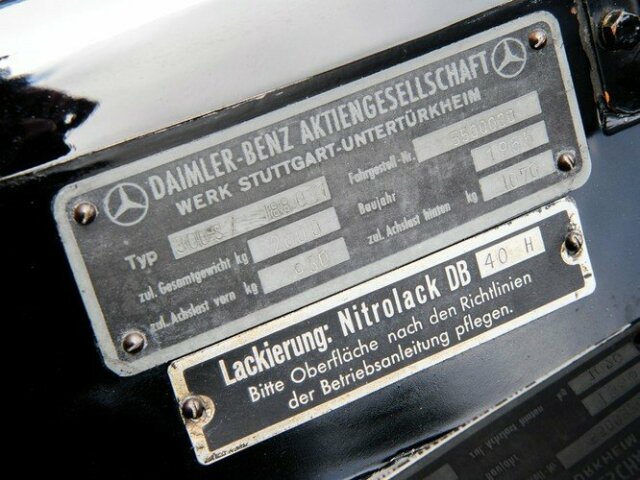 DAIMLER-BENZ AKTIENGESELLSCHAFT
WERK STUTTGART-UNTERTÜRKHEIM
Typ Fahrgestell-Nr.
zul. Gesamtgewicht kg Baujahr
zul. Achslast vorn kg zul. Achslast hinten kg 1070
Lackierung: Nitrolack DB 40 H
Bitte Oberfläche nach den Richtlinien
der Betriebsanleitung pflegen.